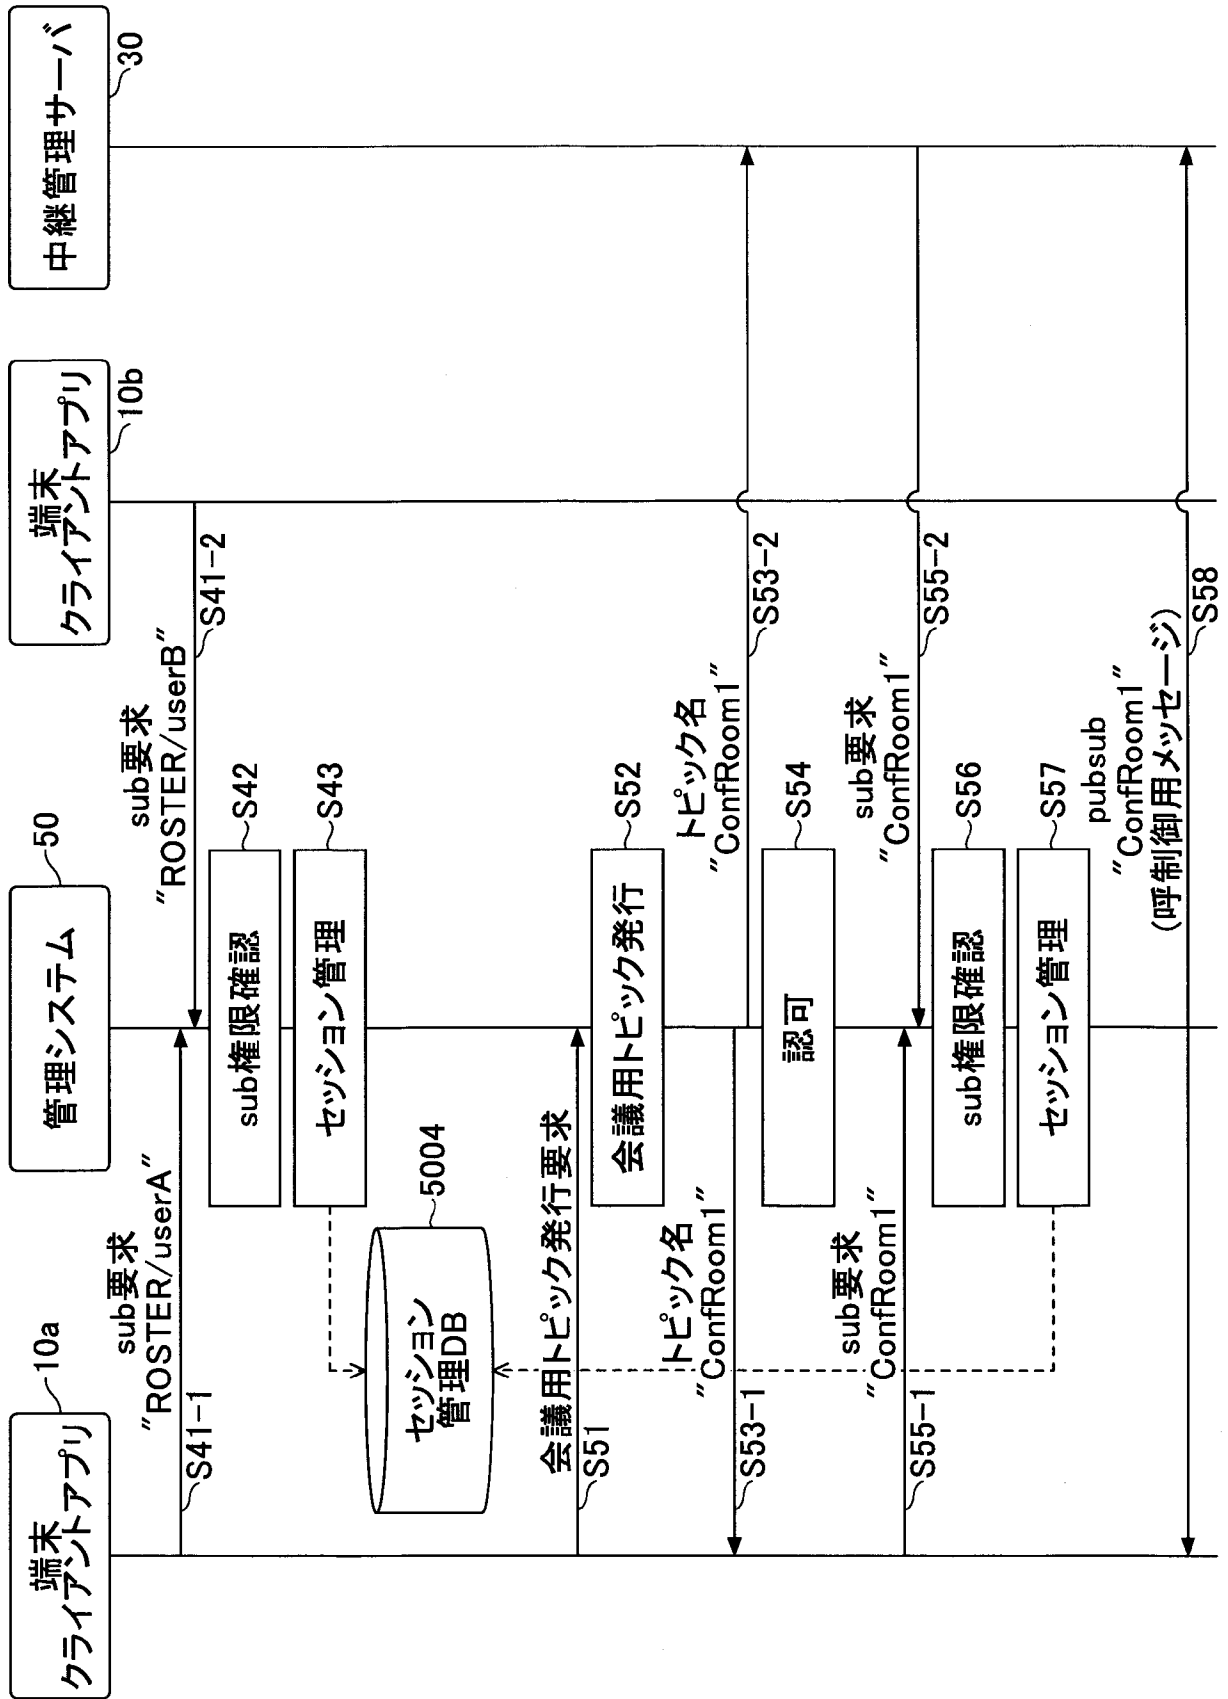 端末
クライアントアプリ
10a
管理システム
50
端末
クライアントアプリ
10b
中継管理サーバ
30
sub要求
"ROSTER/userA"
S41-1
sub要求
"ROSTER/userB"
S41-2
sub権限確認
S42
セッション管理
S43
セッション
管理DB
5004
会議用トピック発行要求
S51
会議用トピック発行
S52
トピック名
"ConfRoom1"
S53-1
トピック名
"ConfRoom1"
S53-2
認可
S54
sub要求
"ConfRoom1"
S55-1
sub要求
"ConfRoom1"
S55-2
sub権限確認
S56
セッション管理
S57
pubsub
"ConfRoom1"
(呼制御用メッセージ)
S58